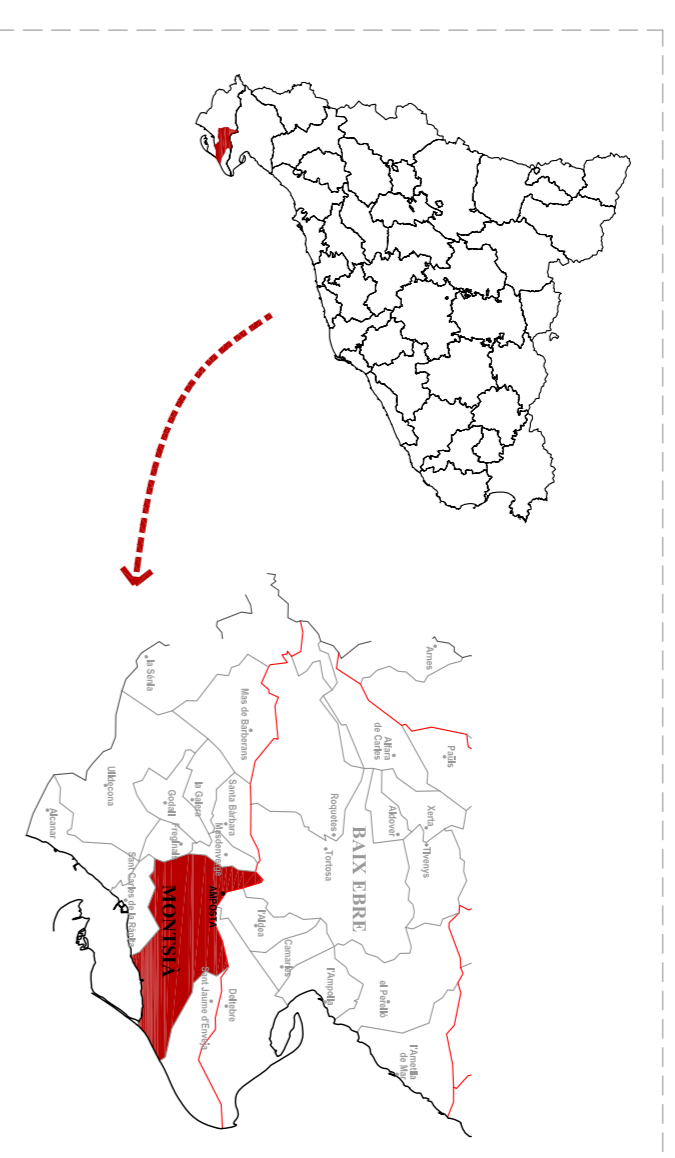 Arnes
Paüls
Alfara
de Carles
Xerta
Aldover
Tivenys
Roquetes
BAIX EBRE
Tortosa
la Sénia
Mas de Barberans
Ulldecona
la Galera
Godall
Santa Bàrbara
Freginals
Masdenverge
Alcanar
Sant Carles de la Ràpita
AMPOSTA
MONTSIÀ
l'Aldea
Camarles
l'Ampolla
el Perelló
l'Ametlla
de Mar
Deltebre
Sant Jaume d'Enveja